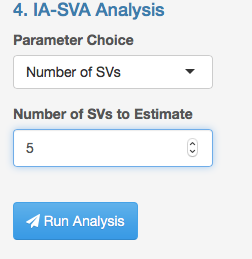 4. IA-SVA Analysis
Parameter Choice
Number of SVs
Number of SVs to Estimate
5
Run Analysis